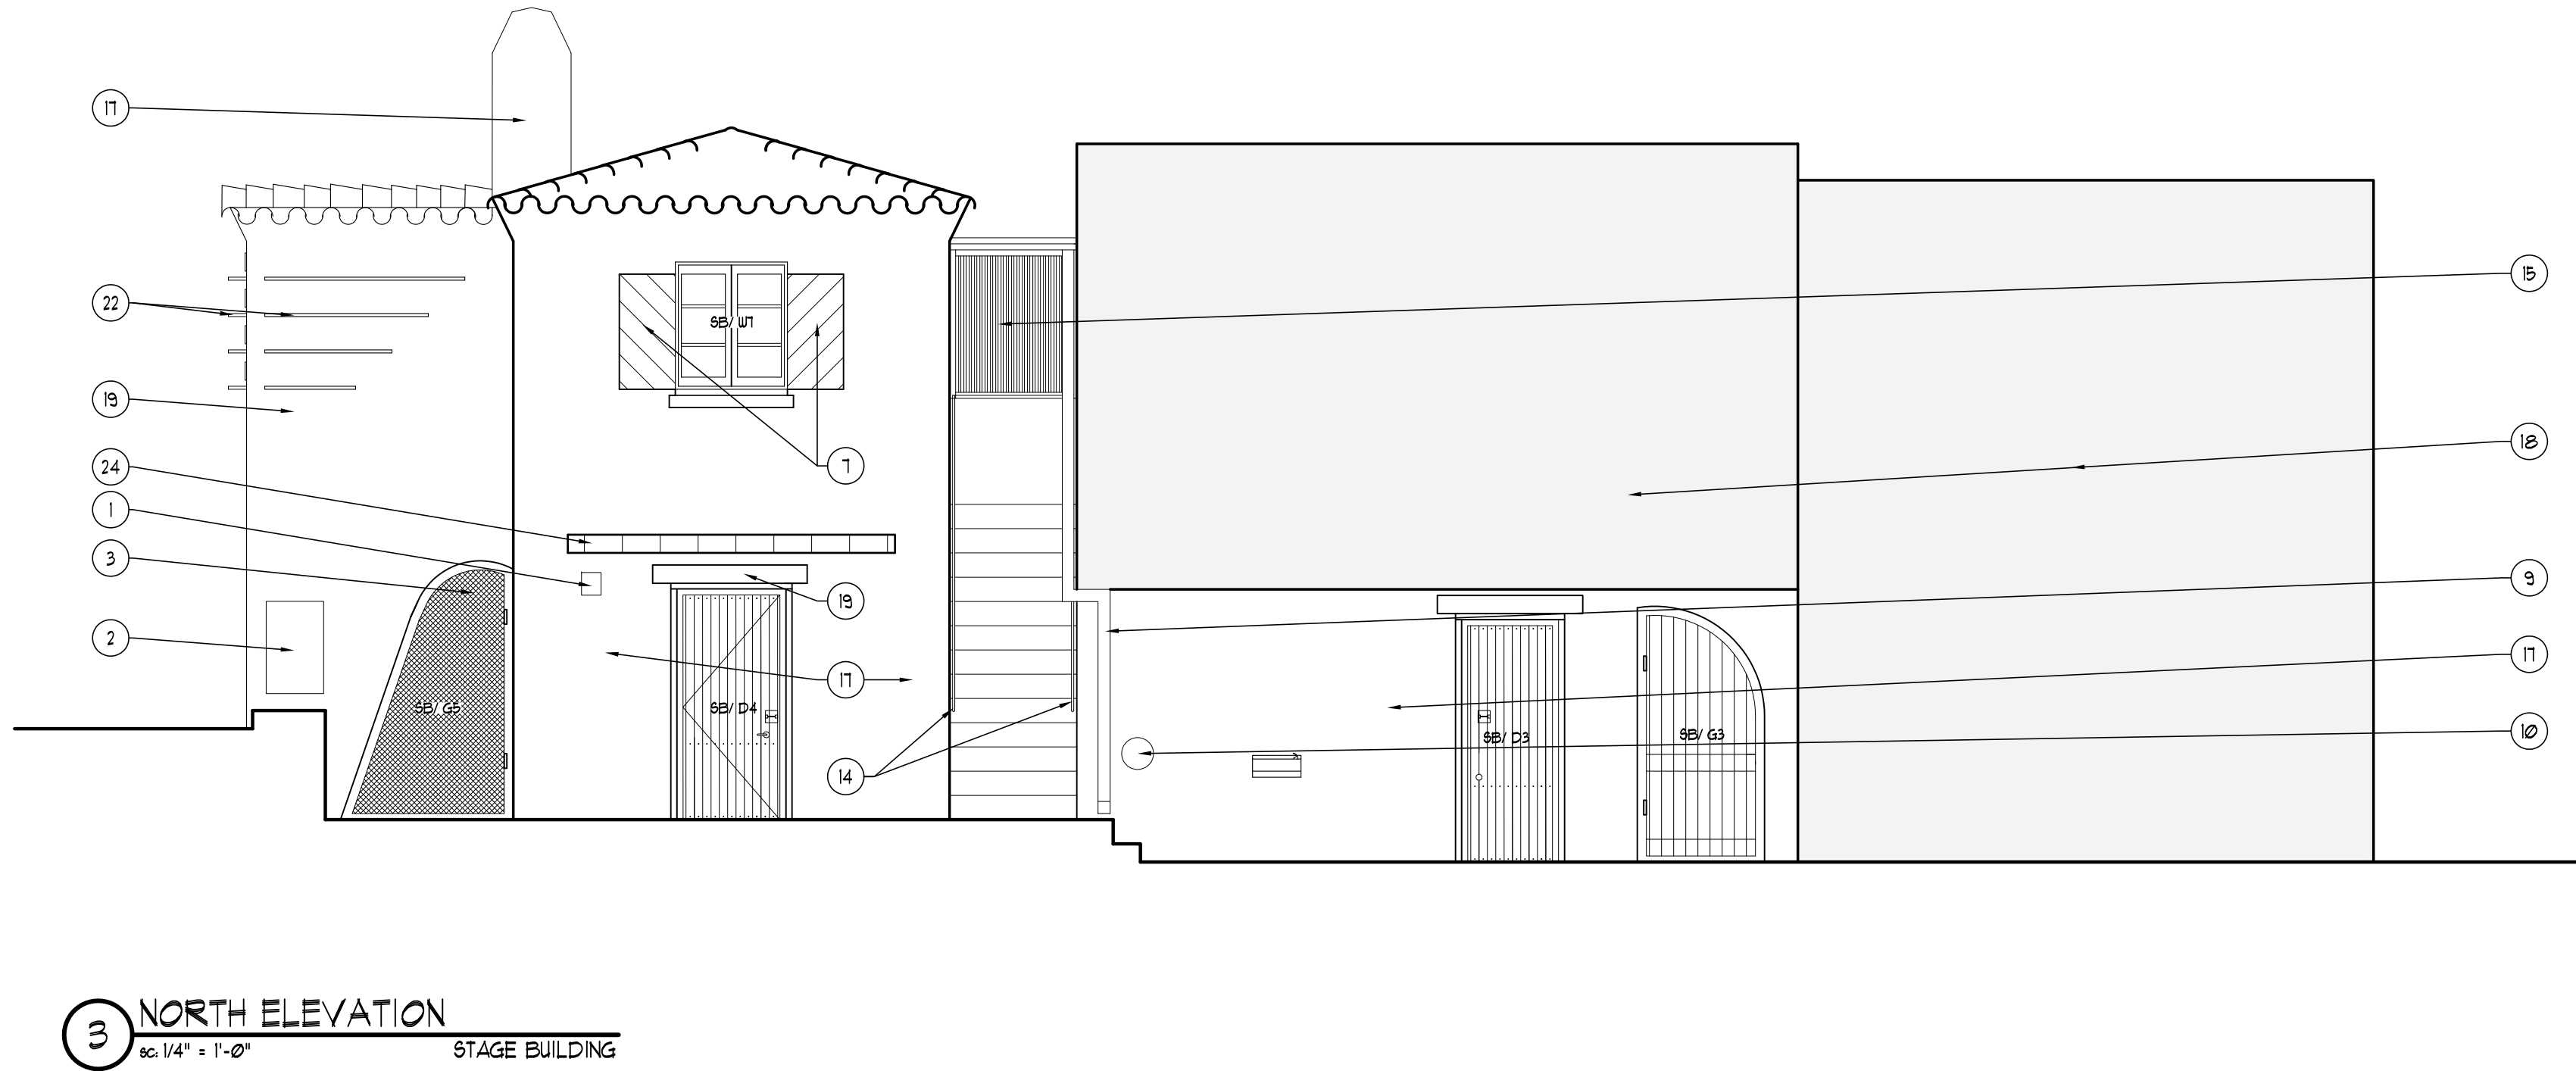 17
22
19
24
1
3
2
SB/ W7
7
19
17
14
SB/ G5
SB/ D4
15
18
9
17
10
SB/ D3
SB/ G3
3
NORTH ELEVATION
SC: 1/4" = 1'-0"
STAGE BUILDING